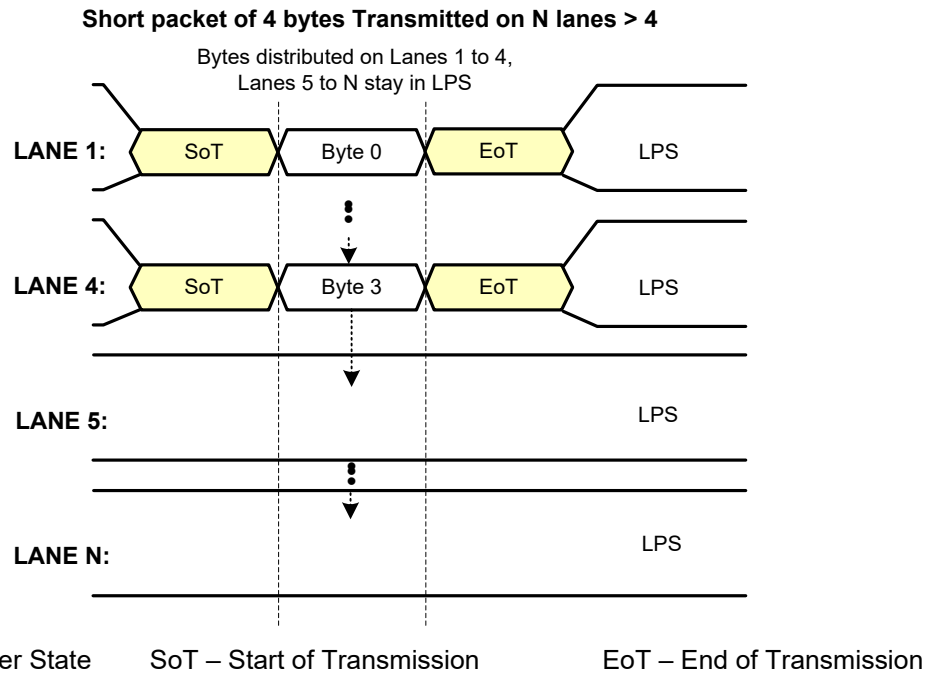 Short packet of 4 bytes Transmitted on N lanes > 4
Bytes distributed on Lanes 1 to 4,
Lanes 5 to N stay in LPS
LANE 1: SoT Byte 0 EoT LPS
LANE 4: SoT Byte 3 EoT LPS
LANE 5: LPS
LANE N: LPS
er State SoT – Start of Transmission EoT – End of Transmission